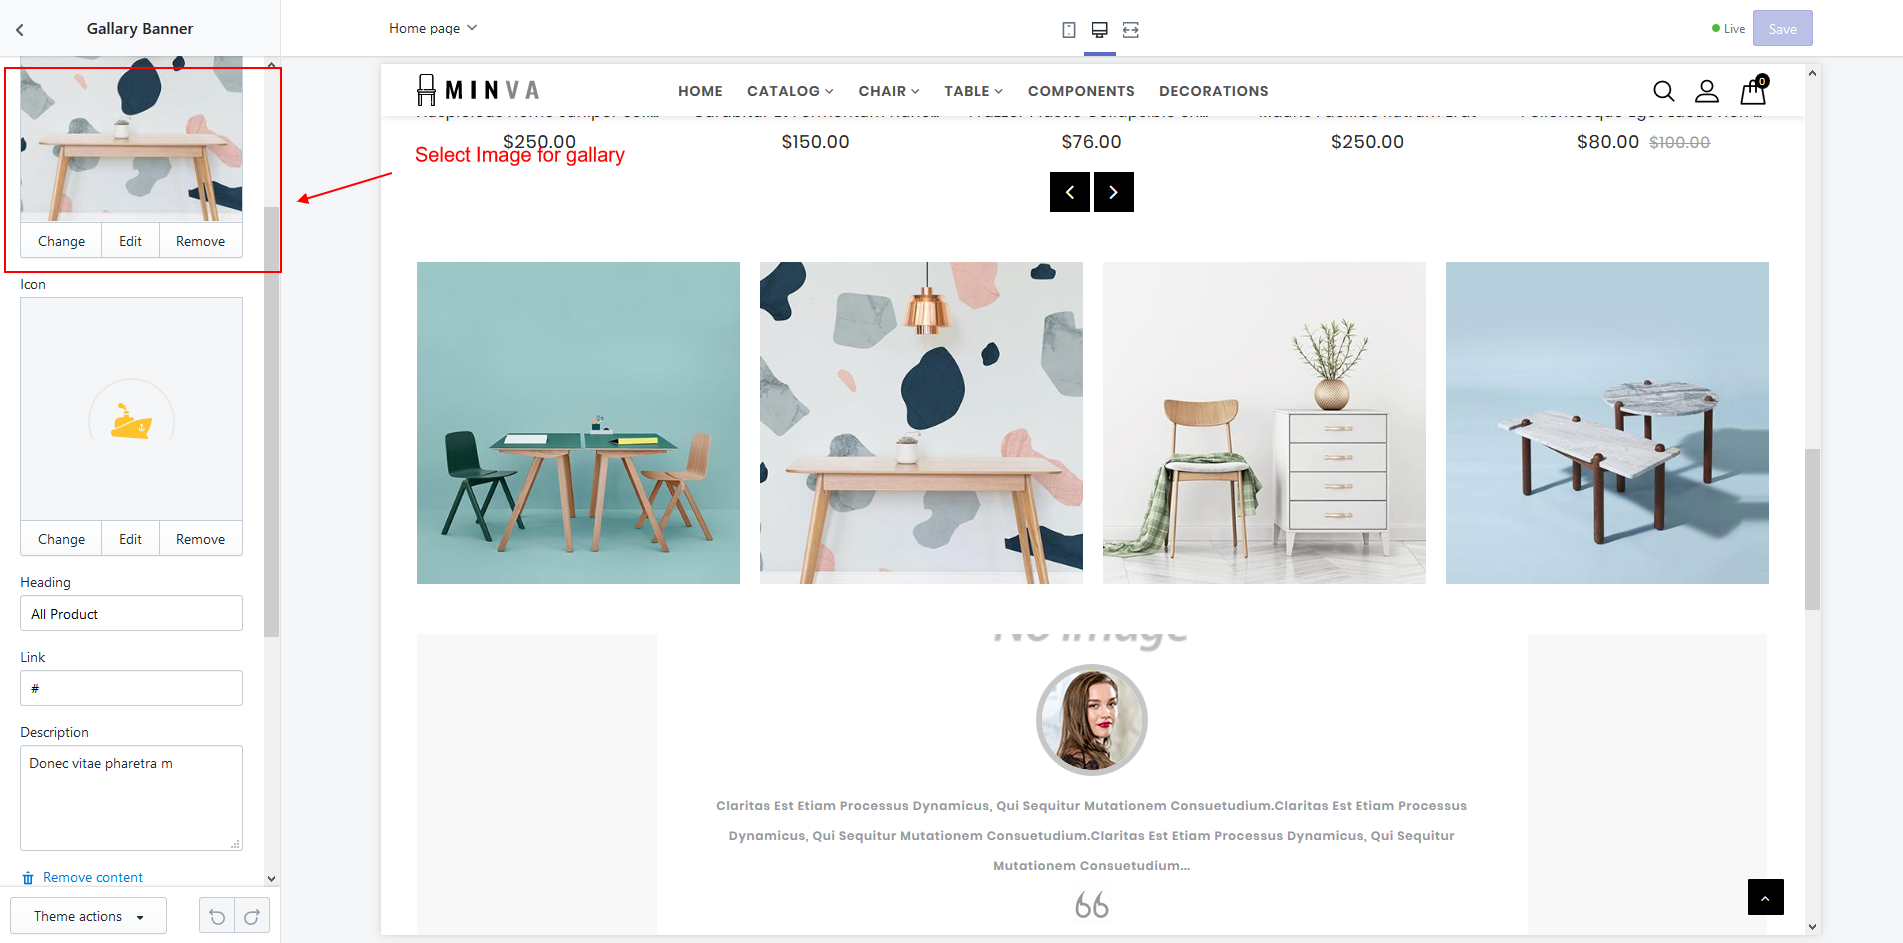 Gallary Banner
Home page
Live
Save
Change Edit Remove
Icon
Change Edit Remove
Heading
All Product
Link
#
Description
Donec vitae pharetra m
Remove content
Theme actions
MINVA
HOME CATALOG CHAIR TABLE COMPONENTS DECORATIONS
0
$250.00 $150.00 $76.00 $250.00 $80.00 $100.00
Select Image for gallary
No image
Claritas Est Etiam Processus Dynamicus, Qui Sequitur Mutationem Consuetudium.Claritas Est Etiam Processus
Dynamicus, Qui Sequitur Mutationem Consuetudium.Claritas Est Etiam Processus Dynamicus, Qui Sequitur
Mutationem Consuetudium...